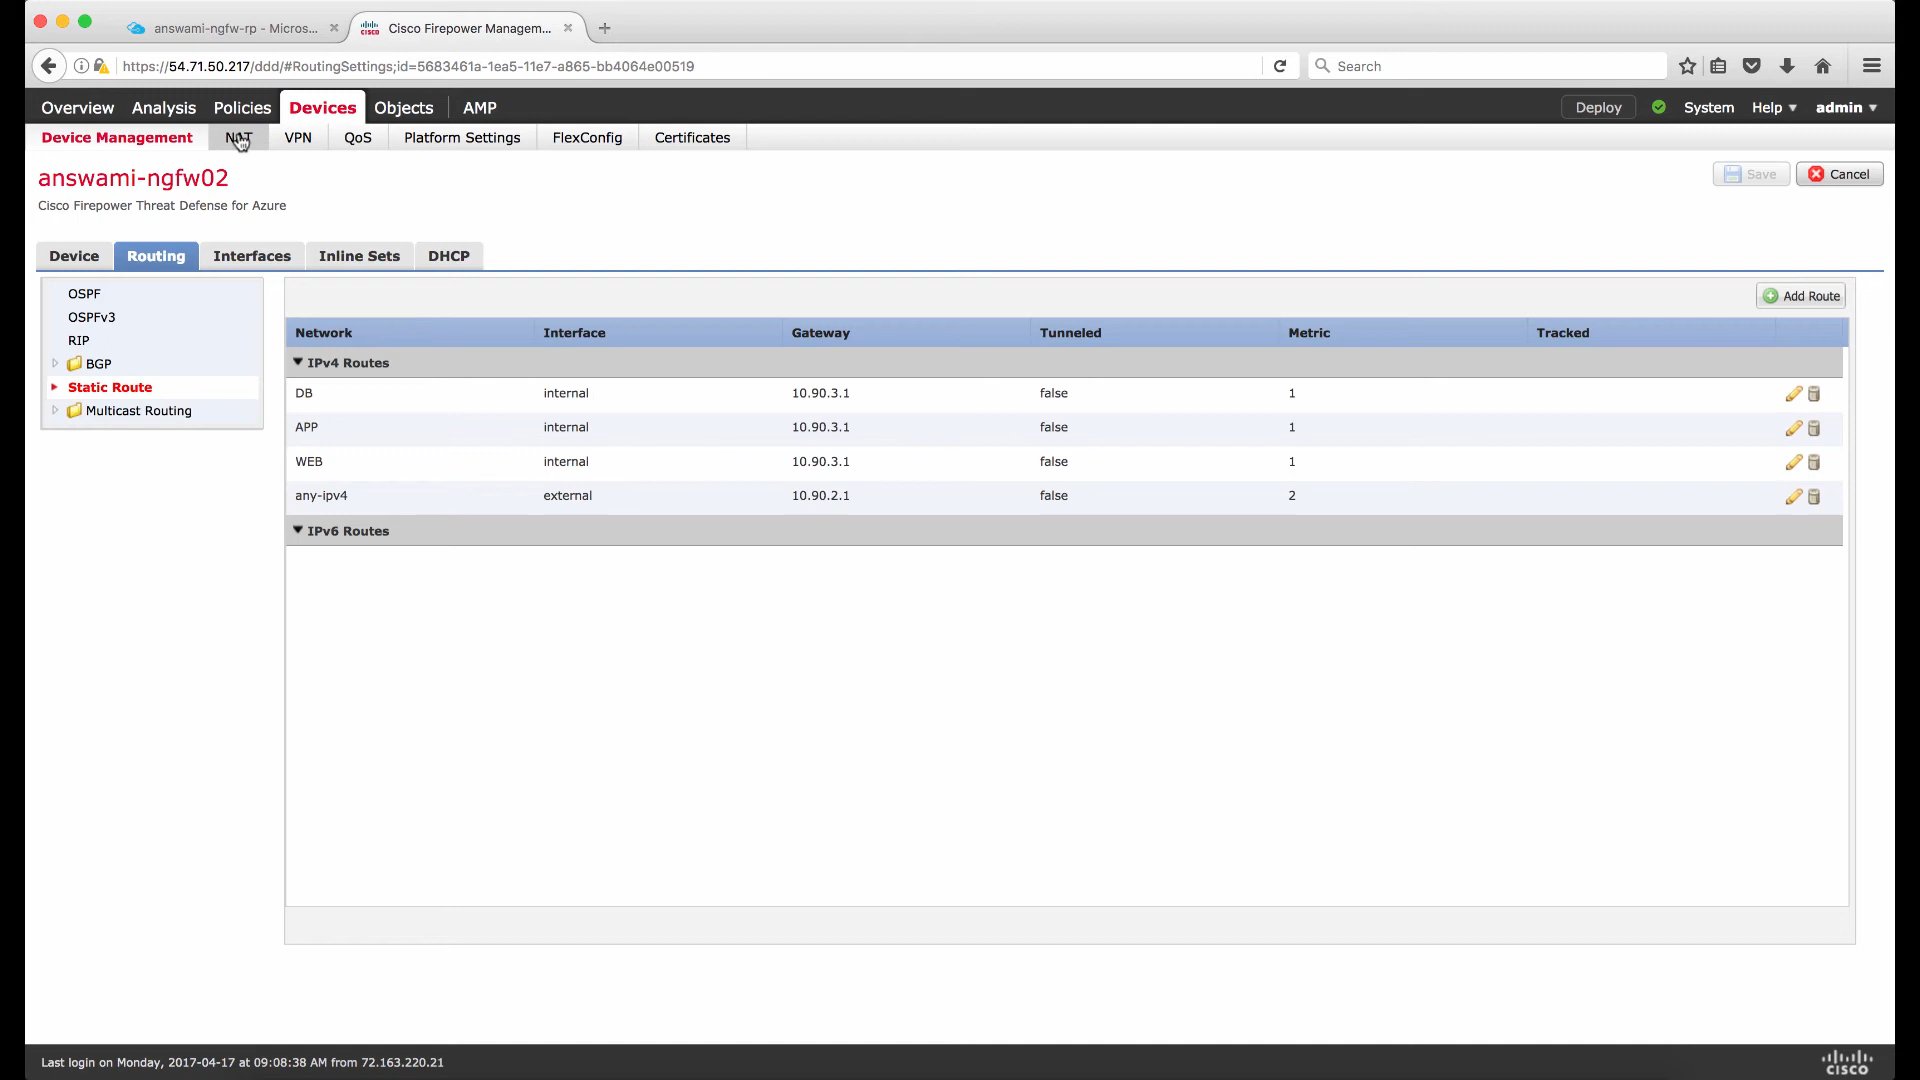 answami-ngfw-rp - Micros...
Cisco Firepower Managem...
https://54.71.50.217/ddd/#RoutingSettings;id=5683461a-1ea5-11e7-a865-bb4064e00519
Search
Overview Analysis Policies Devices Objects AMP Deploy System Help admin
Device Management NAT VPN QoS Platform Settings FlexConfig Certificates
answami-ngfw02
Save Cancel
Cisco Firepower Threat Defense for Azure
Device Routing Interfaces Inline Sets DHCP
OSPF
OSPFv3
RIP
BGP
Static Route
Multicast Routing
Add Route
Network Interface Gateway Tunneled Metric Tracked
IPv4 Routes
DB internal 10.90.3.1 false 1
APP internal 10.90.3.1 false 1
WEB internal 10.90.3.1 false 1
any-ipv4 external 10.90.2.1 false 2
IPv6 Routes
Last login on Monday, 2017-04-17 at 09:08:38 AM from 72.163.220.21
cisco